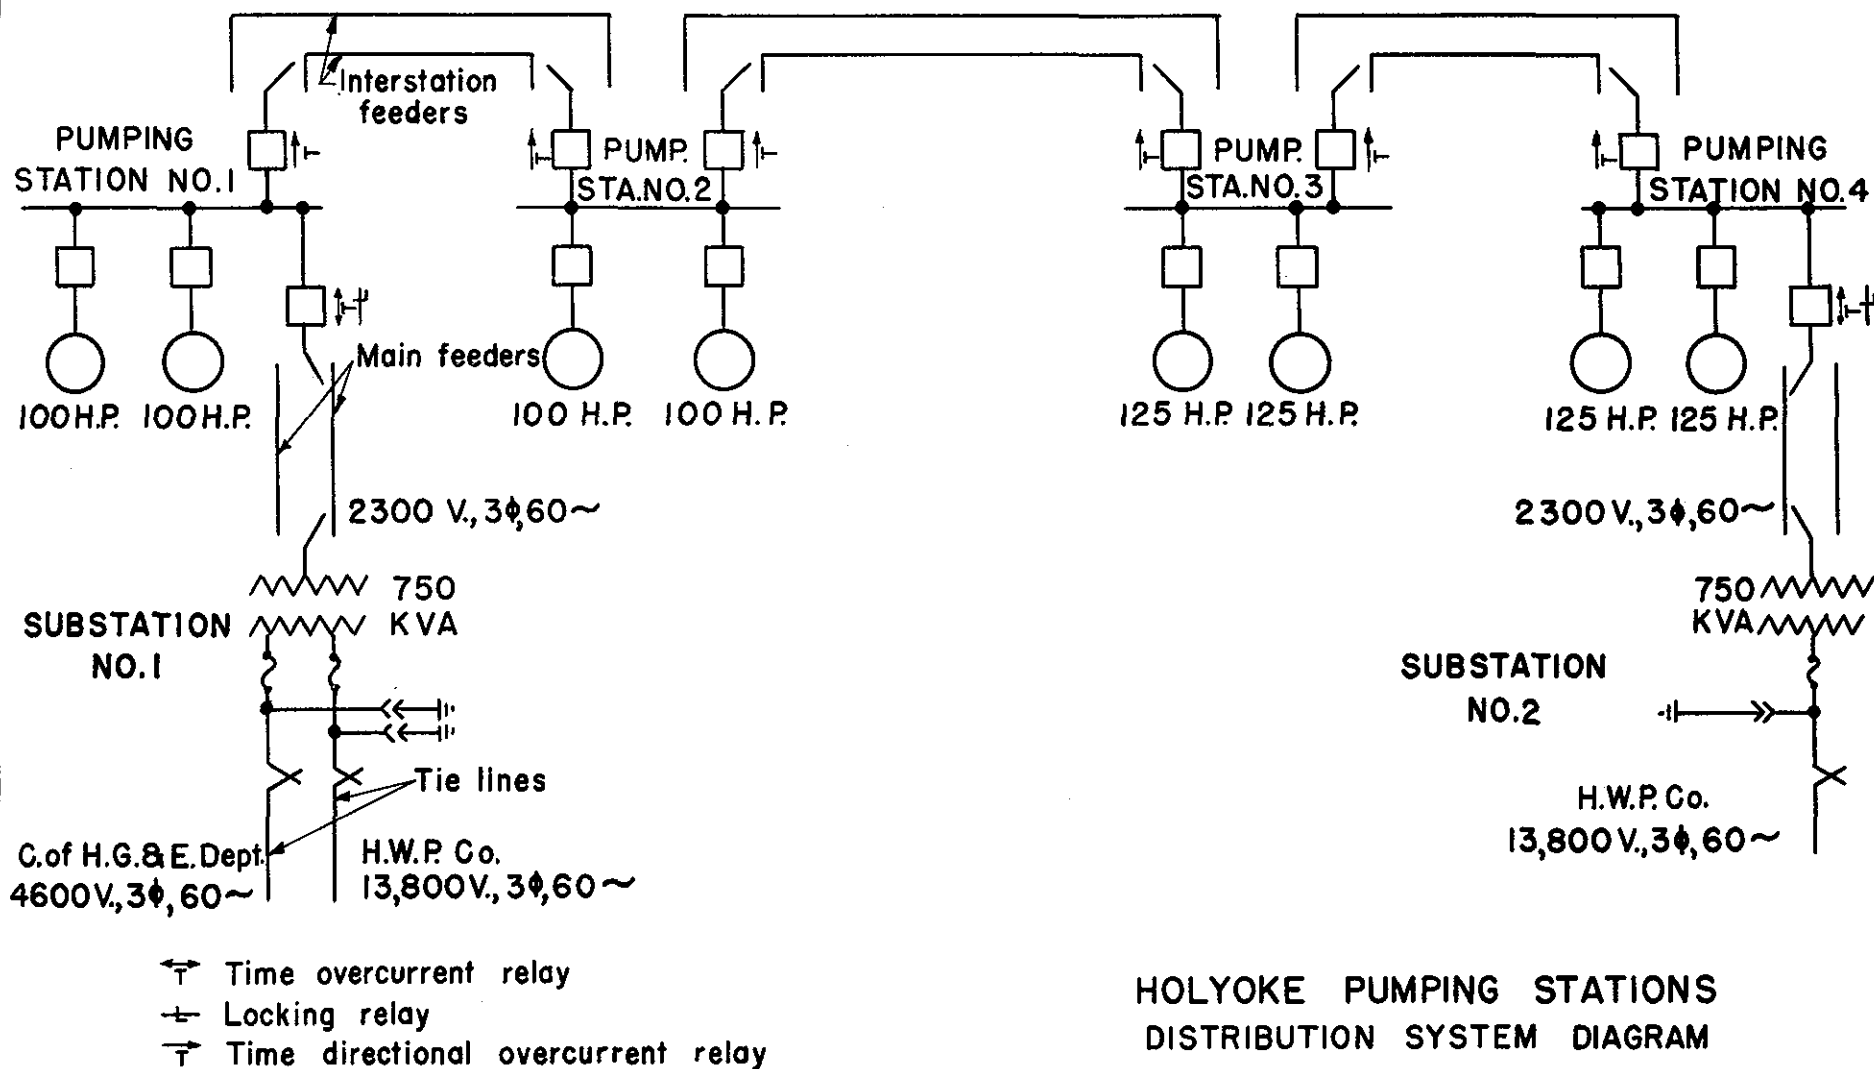 Interstation
feeders
PUMPING
STATION NO.1
PUMP.
STA.NO.2
PUMP.
STA.NO.3
PUMPING
STATION NO.4
Main feeders
100 H.P. 100 H.P.
100 H.P. 100 H.P.
125 H.P. 125 H.P.
125 H.P. 125 H.P.
2300 V., 3ϕ,60~
2300 V., 3ϕ,60~
750
KVA
SUBSTATION
NO.1
750
KVA
SUBSTATION
NO.2
Tie lines
C.of H.G.& E.Dept.
4600V.,3ϕ,60~
H.W.P. Co.
13,800V., 3ϕ,60~
H.W.P. Co.
13,800V.,3ϕ,60~
T Time overcurrent relay
L Locking relay
T Time directional overcurrent relay
HOLYOKE PUMPING STATIONS
DISTRIBUTION SYSTEM DIAGRAM